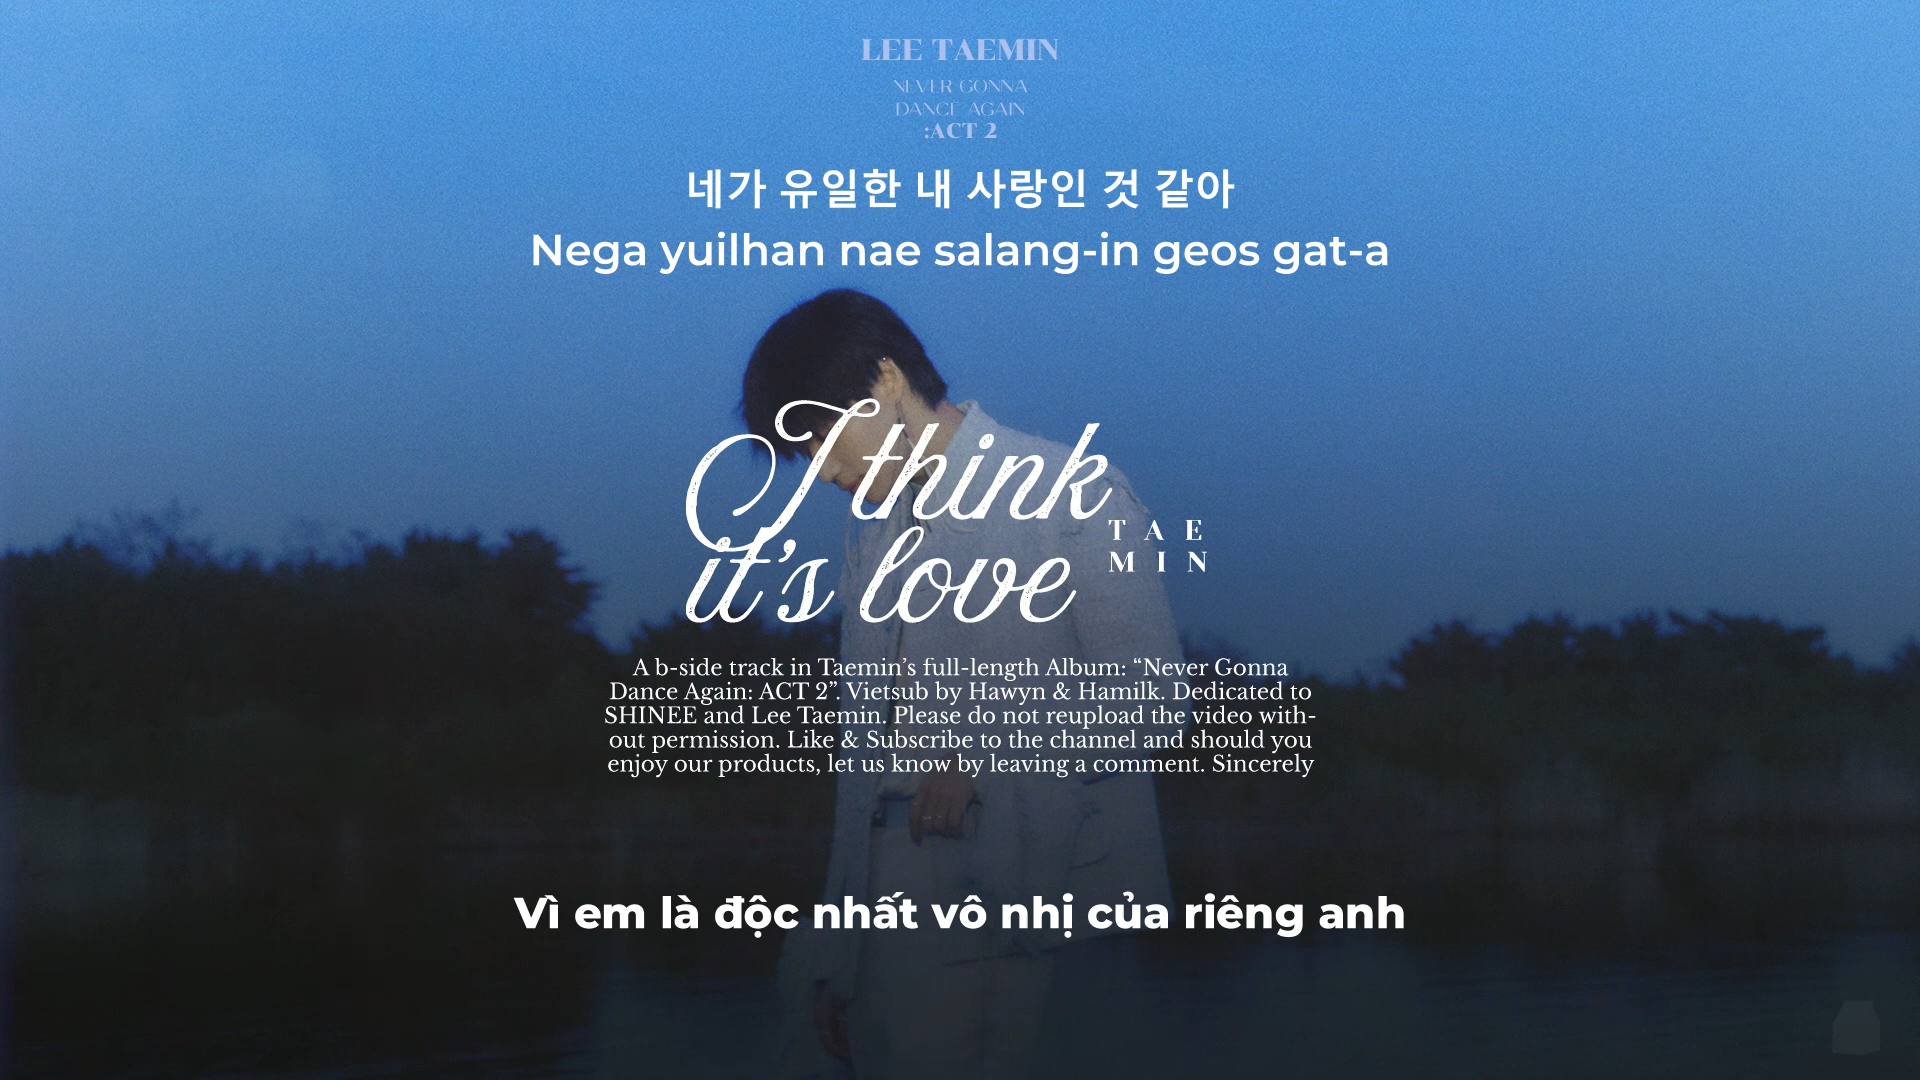 LEE TAEMIN
NEVER GONNA
DANCE AGAIN
:ACT 2
네가 유일한 내 사랑인 것 같아
Nega yuilhan nae salang-in geos gat-a
I think
it's love
TAE
MIN
A b-side track in Taemin’s full-length Album: “Never Gonna
Dance Again: ACT 2”. Vietsub by Hawyn & Hamilk. Dedicated to
SHINEE and Lee Taemin. Please do not reupload the video with-
out permission. Like & Subscribe to the channel and should you
enjoy our products, let us know by leaving a comment. Sincerely
Vì em là độc nhất vô nhị của riêng anh